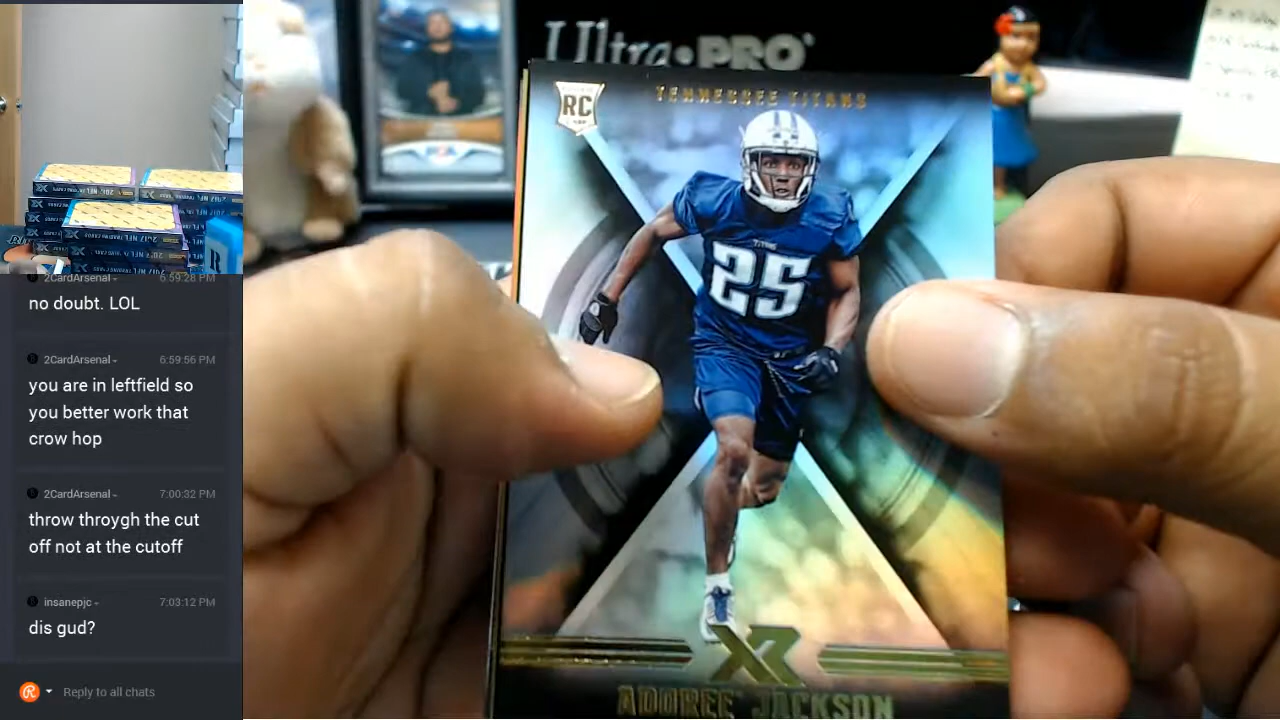 2CardArsenal 6:59:28 PM
no doubt. LOL
2CardArsenal 6:59:56 PM
you are in leftfield so
you better work that
crow hop
2CardArsenal 7:00:32 PM
throw throygh the cut
off not at the cutoff
insanepjc 7:03:12 PM
dis gud?
Reply to all chats
Ultra•PRO
RC
TENNESSEE TITANS
TITANS
25
XR
ADOREE' JACKSON